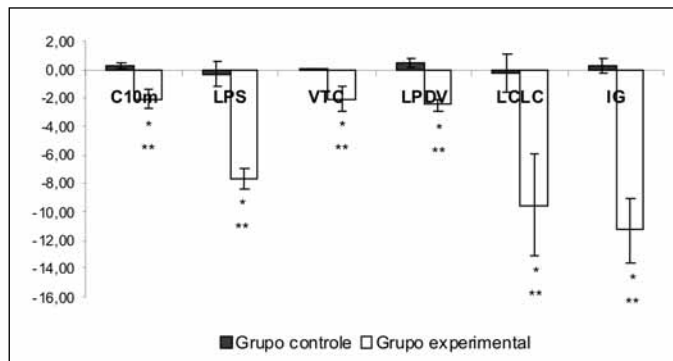 2,00
0,00
-2,00
-4,00
-6,00
-8,00
-10,00
-12,00
-14,00
-16,00
C10m LPS VTC LPDV LCLC IG
* * * * * *
** ** ** ** ** **
Grupo controle Grupo experimental